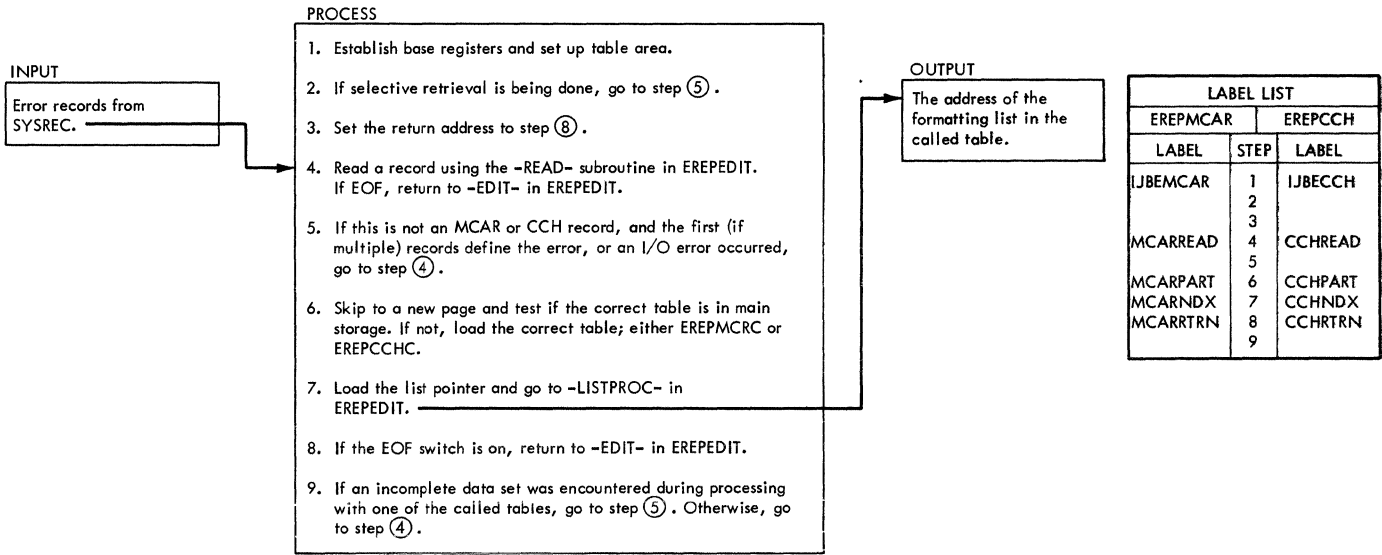 PROCESS
1. Establish base registers and set up table area.
2. If selective retrieval is being done, go to step ⑤.
3. Set the return address to step ⑧.
4. Read a record using the -READ- subroutine in EREPEDIT.
If EOF, return to -EDIT- in EREPEDIT.
5. If this is not an MCAR or CCH record, and the first (if
multiple) records define the error, or an I/O error occurred,
go to step ④.
6. Skip to a new page and test if the correct table is in main
storage. If not, load the correct table; either EREPMCRC or
EREPCCHC.
7. Load the list pointer and go to -LISTPROC- in
EREPEDIT.
8. If the EOF switch is on, return to -EDIT- in EREPEDIT.
9. If an incomplete data set was encountered during processing
with one of the called tables, go to step ⑤. Otherwise, go
to step ④.
INPUT
Error records from
SYSREC.
OUTPUT
The address of the
formatting list in the
called table.
LABEL LIST
EREPMCAR EREPCCH
LABEL STEP LABEL
IJBEMCAR 1 IJBECCH
2
3
MCARREAD 4 CCHREAD
5
MCARPART 6 CCHPART
MCARNDX 7 CCHNDX
MCARRTRN 8 CCHRTRN
9